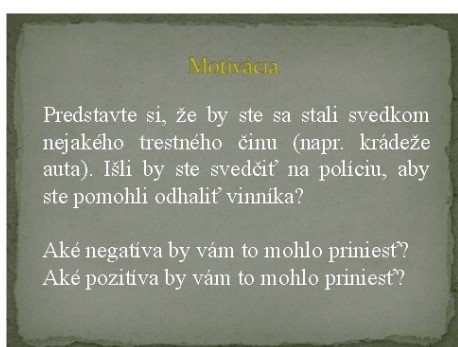 Motivácia
Predstavte si, že by ste sa stali svedkom
nejakého trestného činu (napr. krádeže
auta). Išli by ste svedčiť na políciu, aby
ste pomohli odhaliť vinníka?
Aké negatíva by vám to mohlo priniesť?
Aké pozitíva by vám to mohlo priniesť?